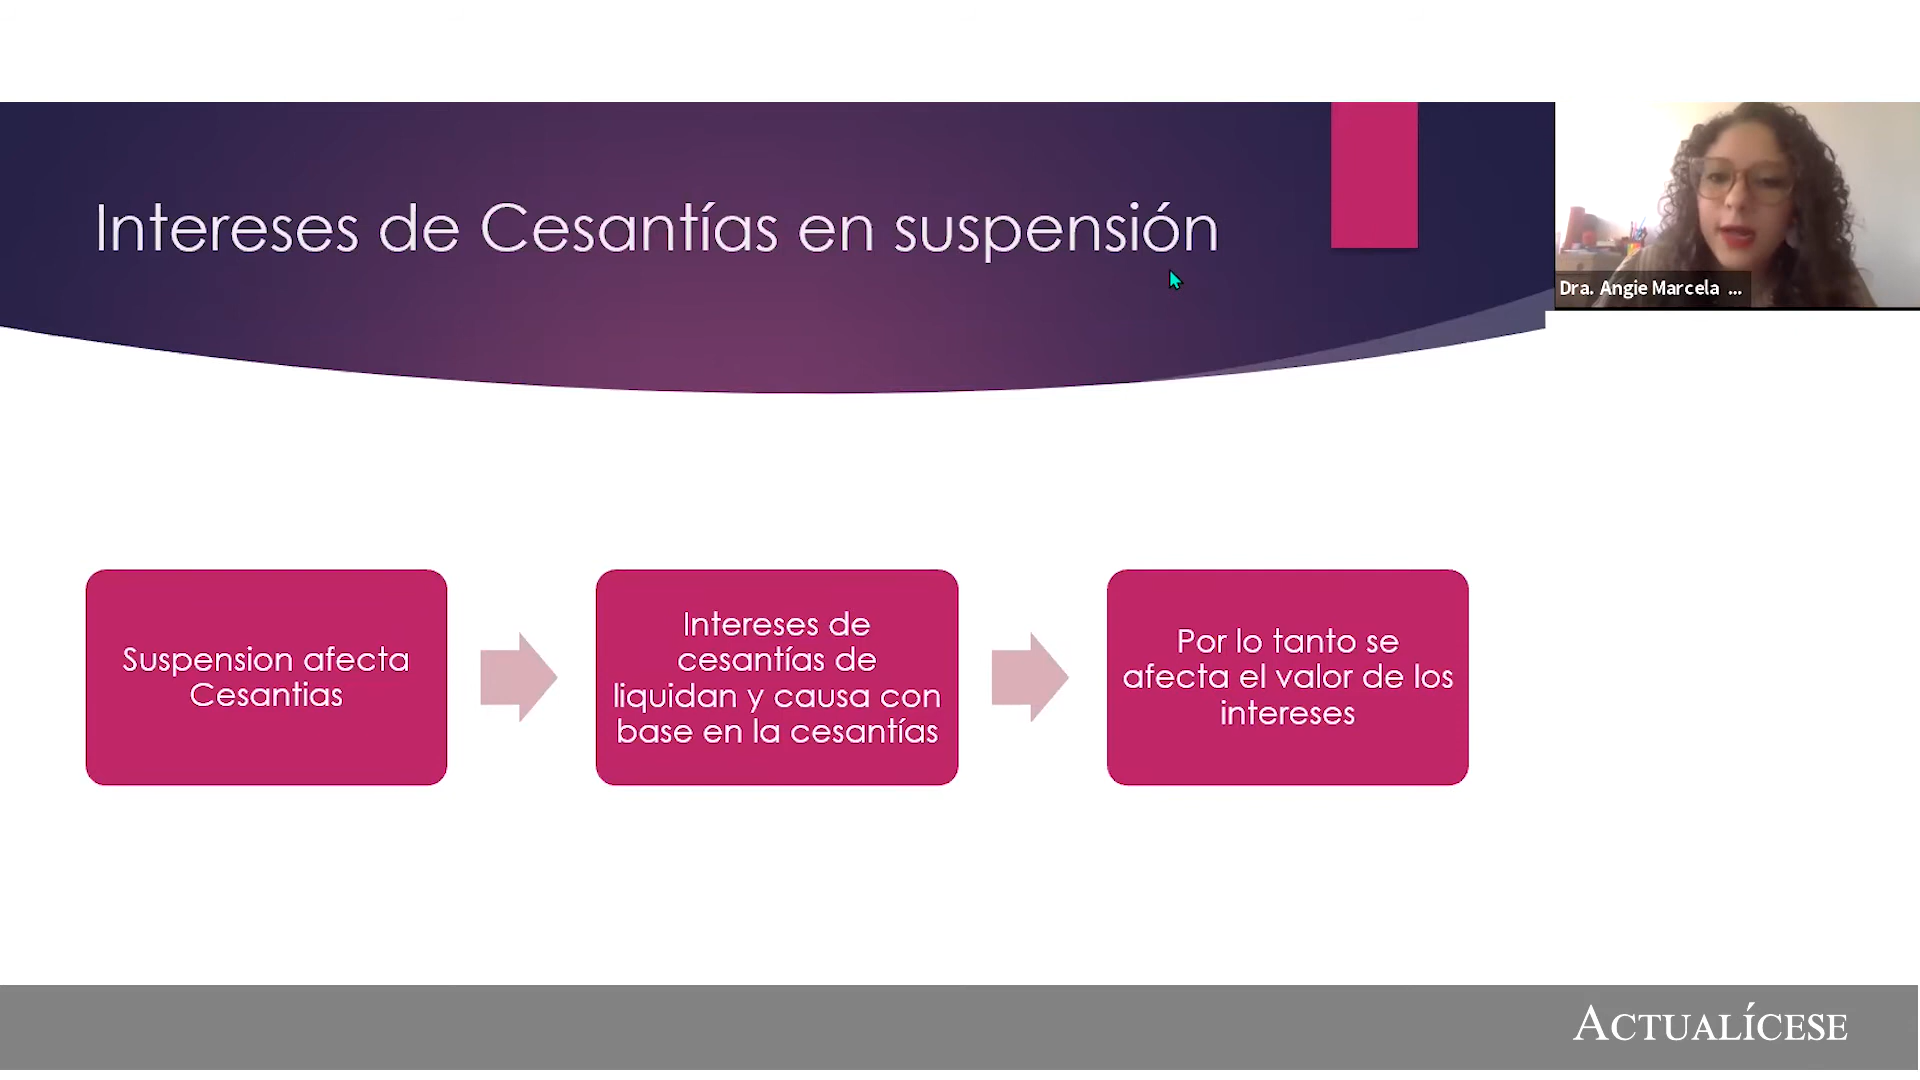 Intereses de Cesantías en suspensión
Dra. Angie Marcela ...
Suspension afecta
Cesantias
Intereses de
cesantías de
liquidan y causa con
base en la cesantías
Por lo tanto se
afecta el valor de los
intereses
ACTUALÍCESE